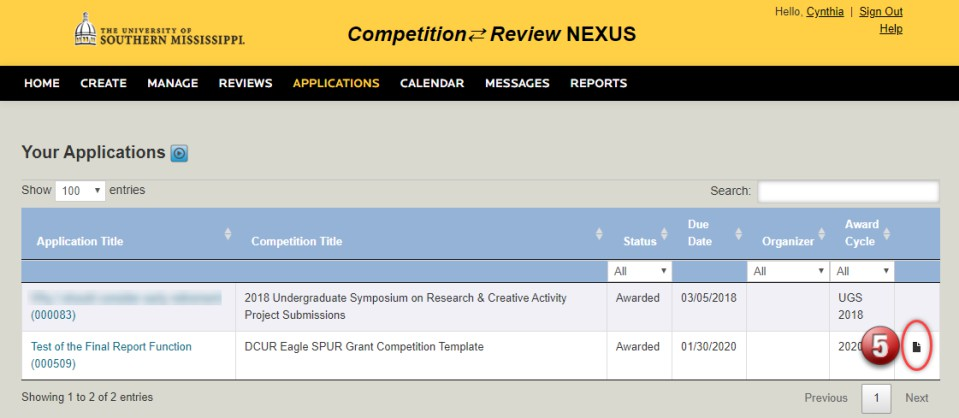 Hello, Cynthia | Sign Out
Help
THE UNIVERSITY OF
SOUTHERN MISSISSIPPI.
Competition⇄ Review NEXUS
HOME CREATE MANAGE REVIEWS APPLICATIONS CALENDAR MESSAGES REPORTS
Your Applications
Show 100 entries Search:
Application Title Competition Title Status Due Date Organizer Award Cycle
All All All
2018 Undergraduate Symposium on Research & Creative Activity Awarded 03/05/2018 UGS
(000083) Project Submissions 2018
Test of the Final Report Function DCUR Eagle SPUR Grant Competition Template Awarded 01/30/2020 2020 5
(000509)
Showing 1 to 2 of 2 entries Previous 1 Next